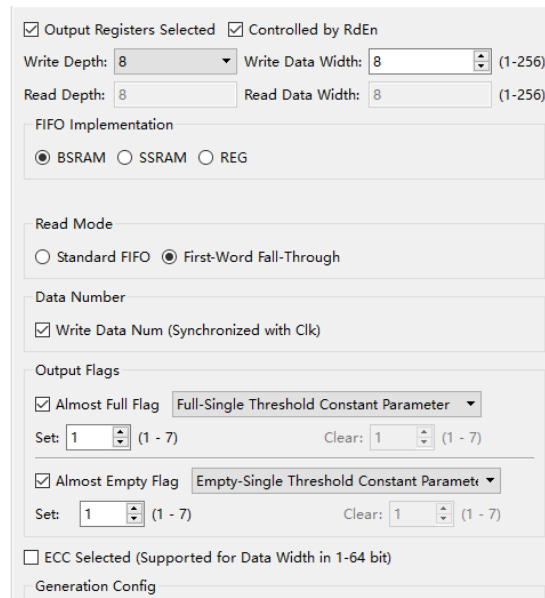 Output Registers Selected Controlled by RdEn
Write Depth: 8 Write Data Width: 8 (1-256)
Read Depth: 8 Read Data Width: 8 (1-256)
FIFO Implementation
BSRAM SSRAM REG
Read Mode
Standard FIFO First-Word Fall-Through
Data Number
Write Data Num (Synchronized with Clk)
Output Flags
Almost Full Flag Full-Single Threshold Constant Parameter
Set: 1 (1 - 7) Clear: 1 (1 - 7)
Almost Empty Flag Empty-Single Threshold Constant Paramete
Set: 1 (1 - 7) Clear: 1 (1 - 7)
ECC Selected (Supported for Data Width in 1-64 bit)
Generation Config